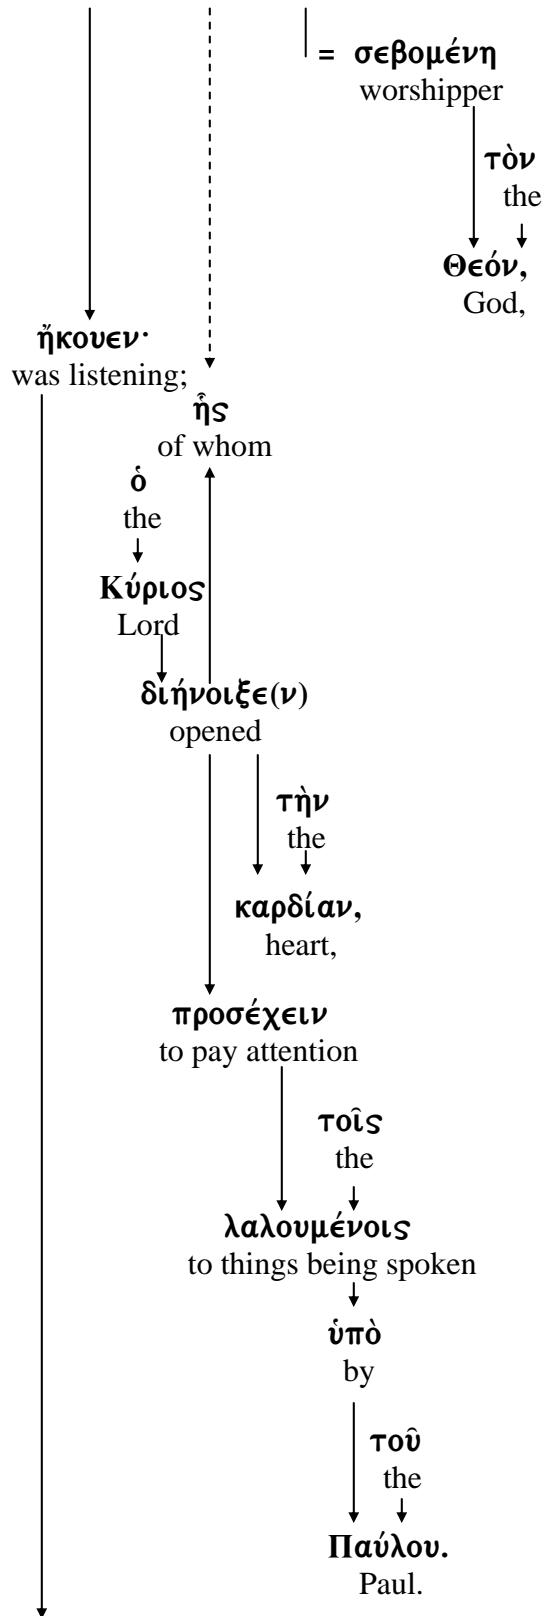 = σεβομένη
worshipper
τὸν
the
Θεόν,
God,
ἤκουεν·
was listening;
ἧς
of whom
ὁ
the
Κύριος
Lord
διήνοιξε(ν)
opened
τὴν
the
καρδίαν,
heart,
προσέχειν
to pay attention
τοῖς
the
λαλουμένοις
to things being spoken
ὑπὸ
by
τοῦ
the
Παύλου.
Paul.